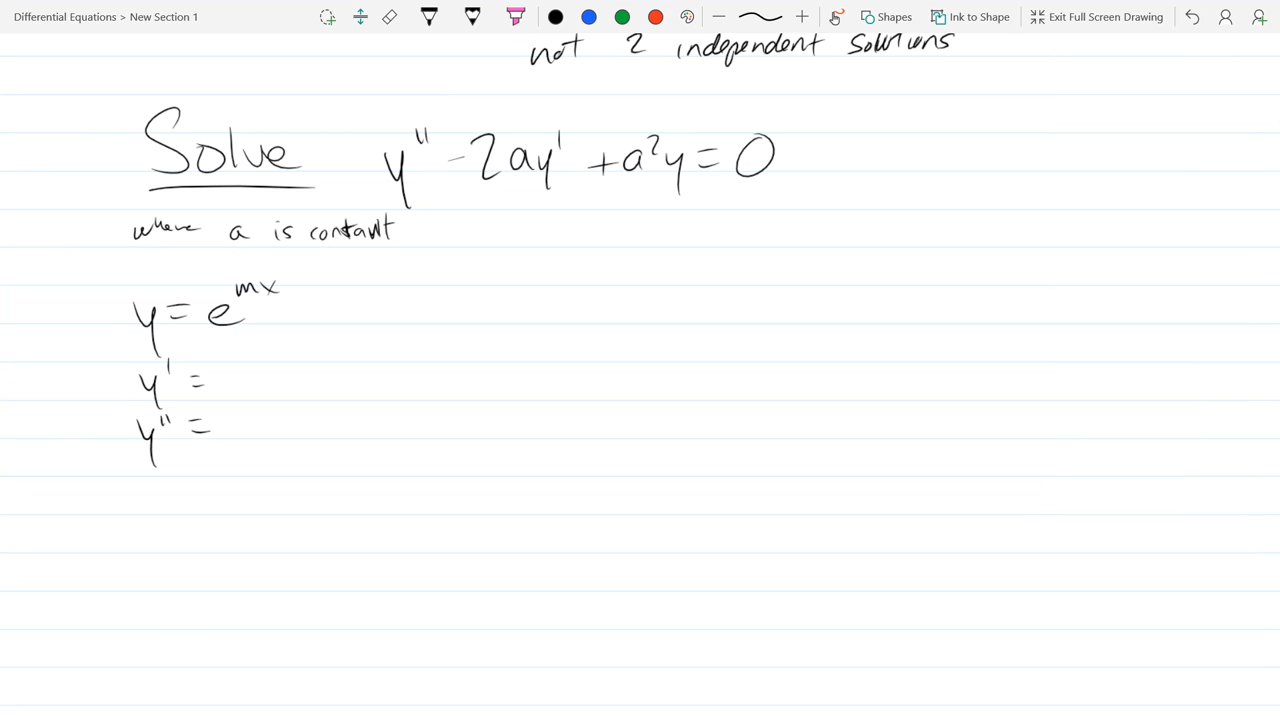 Differential Equations > New Section 1 Shapes Ink to Shape Exit Full Screen Drawing
not 2 independent solutions
Solve y'' - 2ay' + a²y = 0
where a is contant
y = e^{mx}
y' =
y'' =